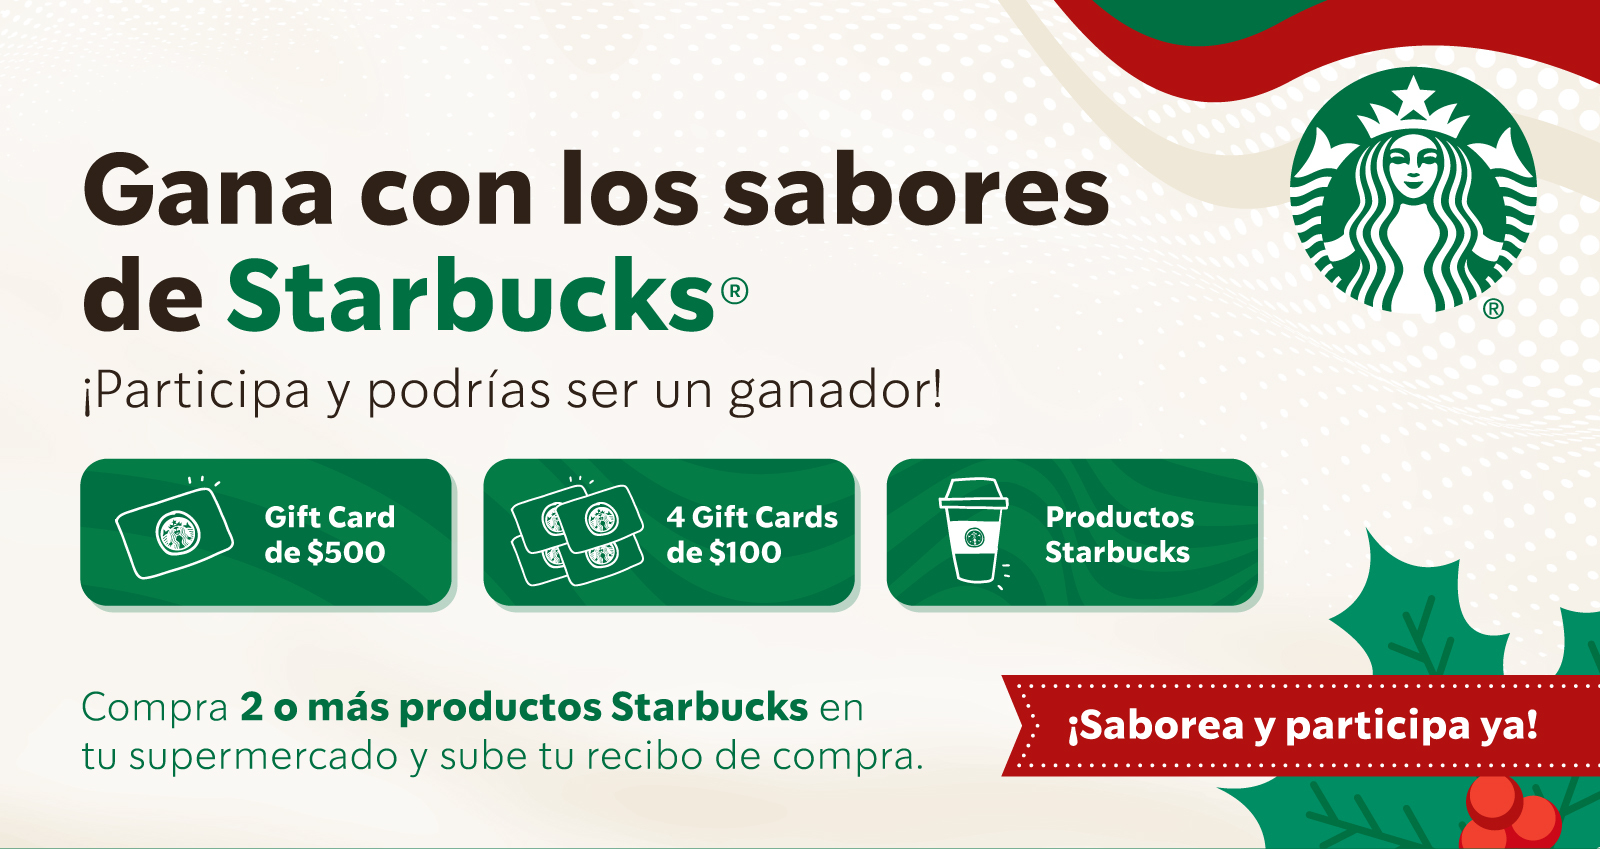 Gana con los sabores
de Starbucks®
¡Participa y podrías ser un ganador!
Gift Card
de $500
4 Gift Cards
de $100
Productos
Starbucks
Compra 2 o más productos Starbucks en
tu supermercado y sube tu recibo de compra.
¡Saborea y participa ya!
®